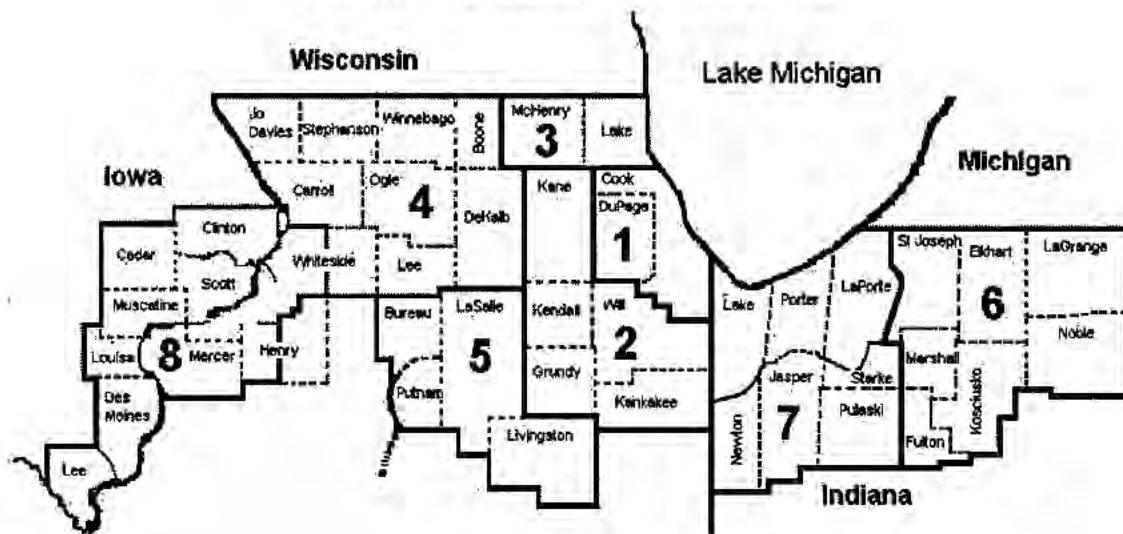 Wisconsin
Lake Michigan
Jo
Davies
Stephanson
Winnebago
Boone
McHenry
3
Lake
Michigan
Iowa
Carroll
Ogle
4
DeKalb
Kane
Cook
DuPage
1
Clinton
Cedar
Scott
Whiteside
Lee
Muscatine
Louisa
8
Mercer
Henry
Des
Moines
Lee
Bureau
LaSalle
5
Putnam
Livingston
Kendall
Grundy
Will
2
Kankakee
Lake
Porter
LaPorte
St Joseph
Elkhart
LaGrange
6
Noble
Marshall
Kosciusko
Starke
Jasper
7
Newton
Pulaski
Fulton
Indiana